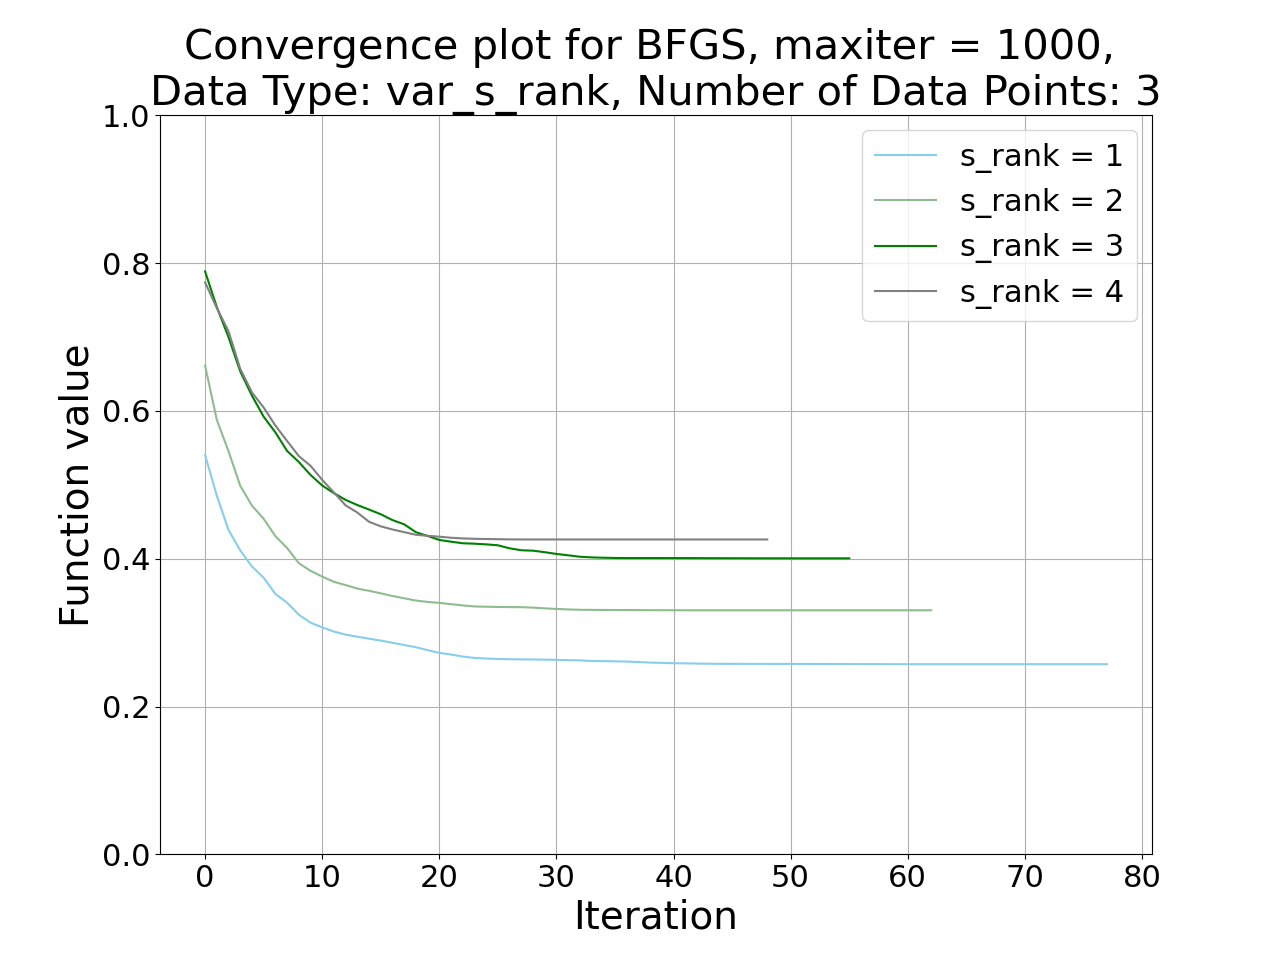 Convergence plot for BFGS, maxiter = 1000,
Data Type: var_s_rank, Number of Data Points: 3
1.0
0.8
0.6
0.4
0.2
0.0
Function value
s_rank = 1
s_rank = 2
s_rank = 3
s_rank = 4
0 10 20 30 40 50 60 70 80
Iteration